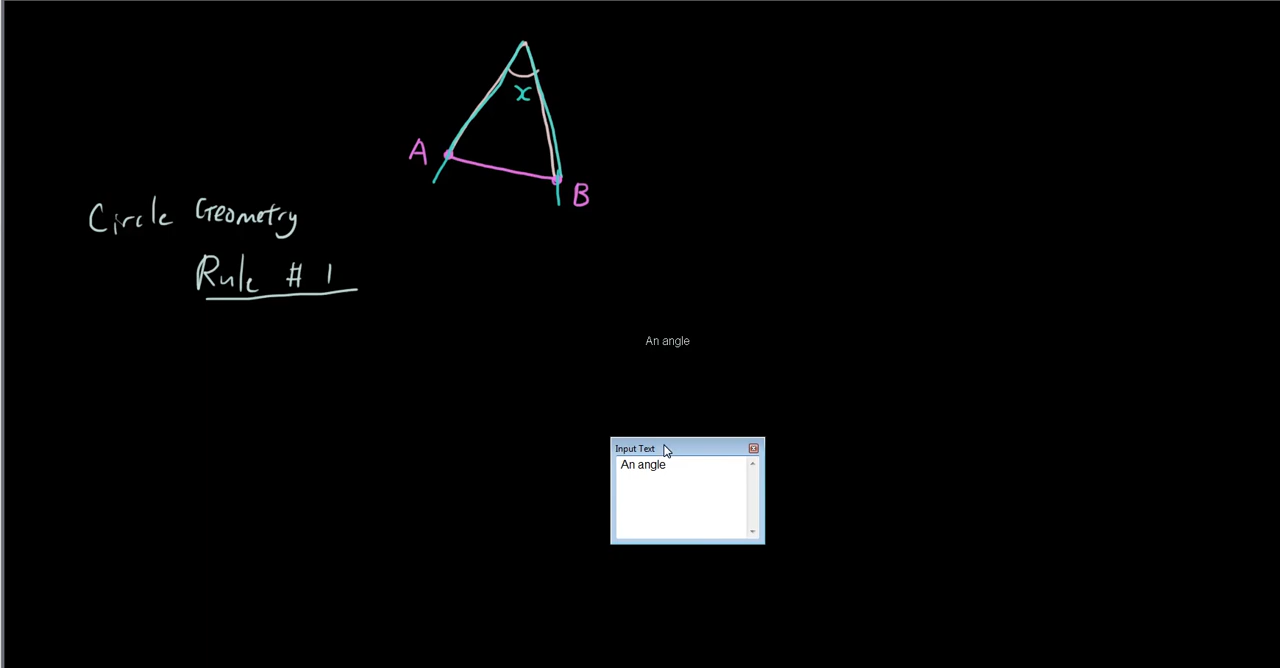 x
A
B
Circle Geometry
Rule # 1
An angle
Input Text
An angle